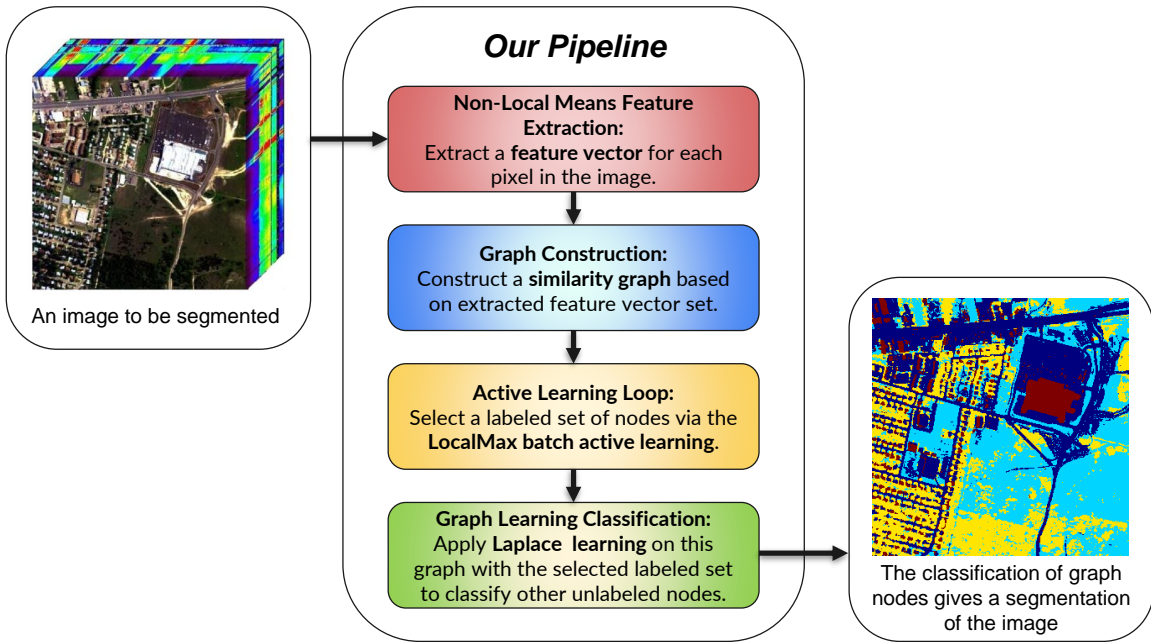 Our Pipeline
An image to be segmented
Non-Local Means Feature
Extraction:
Extract a feature vector for each
pixel in the image.
Graph Construction:
Construct a similarity graph based
on extracted feature vector set.
Active Learning Loop:
Select a labeled set of nodes via the
LocalMax batch active learning.
Graph Learning Classification:
Apply Laplace learning on this
graph with the selected labeled set
to classify other unlabeled nodes.
The classification of graph
nodes gives a segmentation
of the image